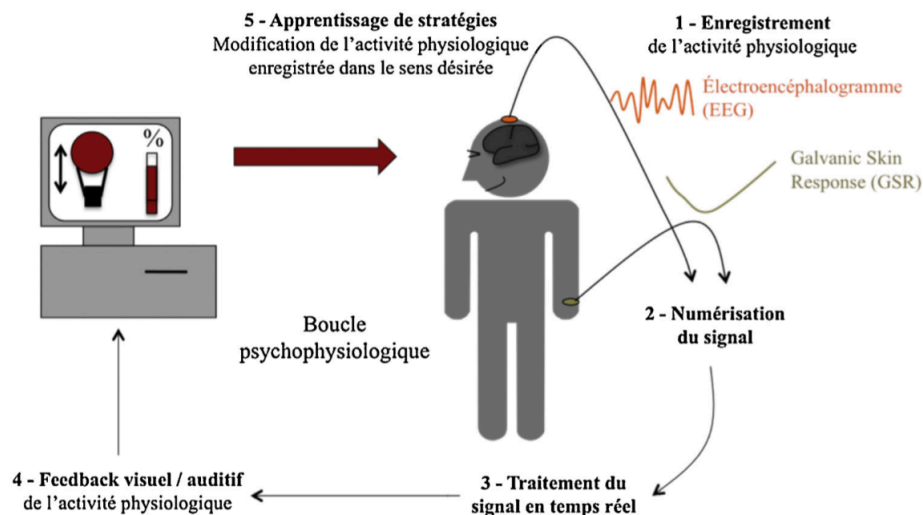 5 - Apprentissage de stratégies
Modification de l'activité physiologique
enregistrée dans le sens désirée
1 - Enregistrement
de l'activité physiologique
Électroencéphalogramme
(EEG)
Galvanic Skin
Response (GSR)
2 - Numérisation
du signal
3 - Traitement du
signal en temps réel
4 - Feedback visuel / auditif
de l'activité physiologique
%
Boucle
psychophysiologique